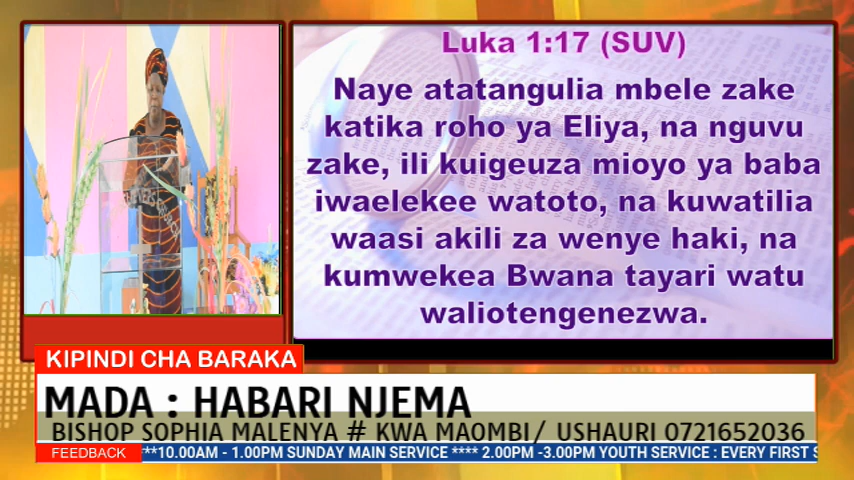 Luka 1:17 (SUV)
Naye atatangulia mbele zake
katika roho ya Eliya, na nguvu
zake, ili kuigeuza mioyo ya baba
iwaelekee watoto, na kuwatilia
waasi akili za wenye haki, na
kumwekea Bwana tayari watu
waliotengenezwa.
KIPINDI CHA BARAKA
MADA : HABARI NJEMA
BISHOP SOPHIA MALENYA # KWA MAOMBI/ USHAURI 0721652036
FEEDBACK ***10.00AM - 1.00PM SUNDAY MAIN SERVICE **** 2.00PM -3.00PM YOUTH SERVICE : EVERY FIRST S